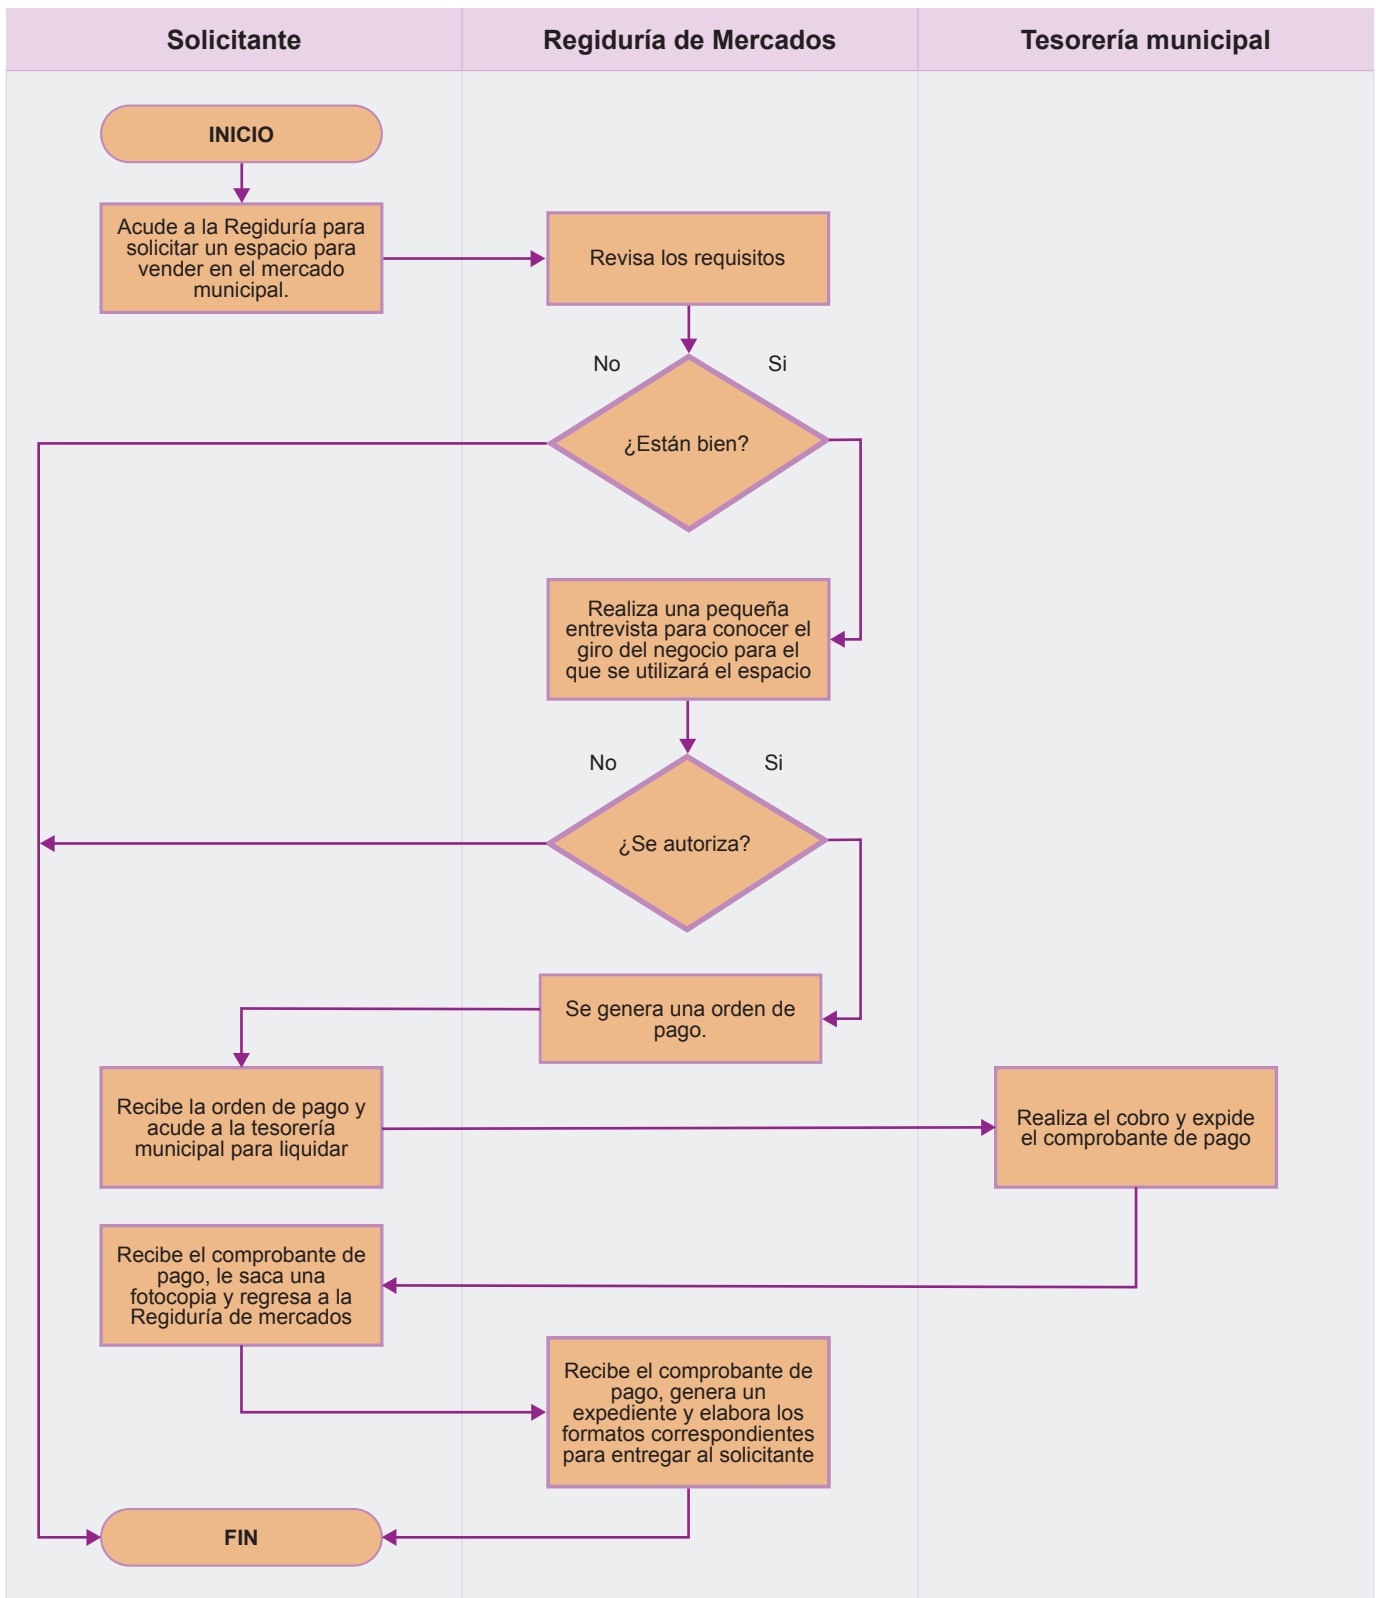 Solicitante
Regiduría de Mercados
Tesorería municipal
INICIO
Acude a la Regiduría para
solicitar un espacio para
vender en el mercado
municipal.
Revisa los requisitos
No
Si
¿Están bien?
Realiza una pequeña
entrevista para conocer el
giro del negocio para el
que se utilizará el espacio
No
Si
¿Se autoriza?
Se genera una orden de
pago.
Recibe la orden de pago y
acude a la tesorería
municipal para liquidar
Realiza el cobro y expide
el comprobante de pago
Recibe el comprobante de
pago, le saca una
fotocopia y regresa a la
Regiduría de mercados
Recibe el comprobante de
pago, genera un
expediente y elabora los
formatos correspondientes
para entregar al solicitante
FIN